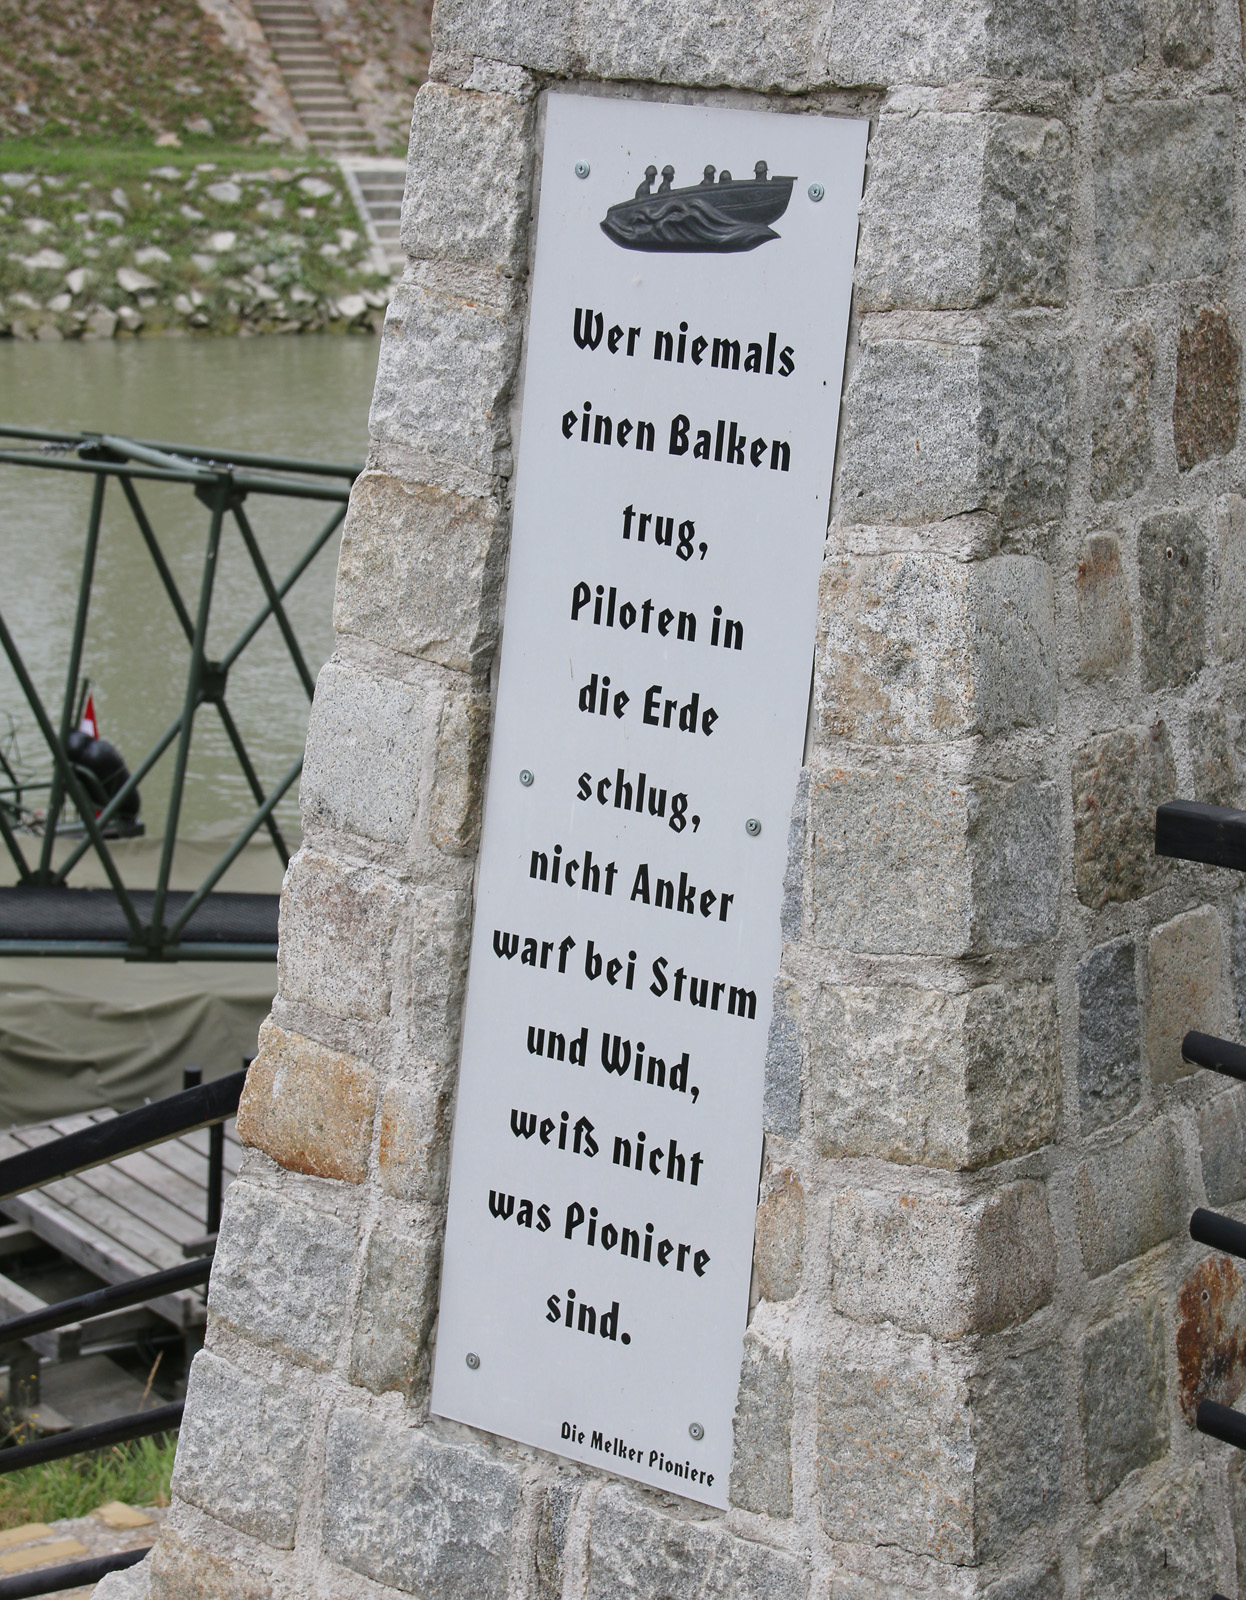 Wer niemals
einen Balken
trug,
Piloten in
die Erde
schlug,
nicht Anker
warf bei Sturm
und Wind,
weiß nicht
was Pioniere
sind.
Die Melker Pioniere